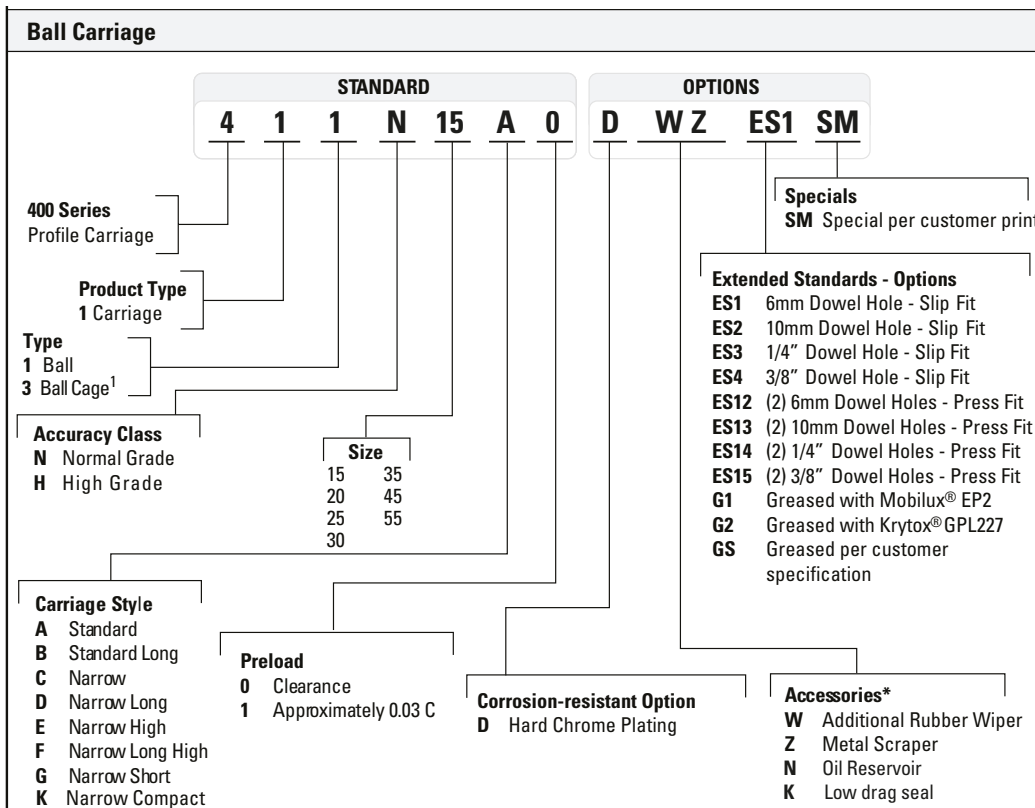 Ball Carriage
STANDARD
OPTIONS
4 1 1 N 15 A 0 D W Z ES1 SM
400 Series
Profile Carriage
Product Type
1 Carriage
Type
1 Ball
3 Ball Cage1
Accuracy Class
N Normal Grade
H High Grade
Size
15 35
20 45
25 55
30
Carriage Style
A Standard
B Standard Long
C Narrow
D Narrow Long
E Narrow High
F Narrow Long High
G Narrow Short
K Narrow Compact
Preload
0 Clearance
1 Approximately 0.03 C
Corrosion-resistant Option
D Hard Chrome Plating
Specials
SM Special per customer print
Extended Standards - Options
ES1 6mm Dowel Hole - Slip Fit
ES2 10mm Dowel Hole - Slip Fit
ES3 1/4” Dowel Hole - Slip Fit
ES4 3/8” Dowel Hole - Slip Fit
ES12 (2) 6mm Dowel Holes - Press Fit
ES13 (2) 10mm Dowel Holes - Press Fit
ES14 (2) 1/4” Dowel Holes - Press Fit
ES15 (2) 3/8” Dowel Holes - Press Fit
G1 Greased with Mobilux® EP2
G2 Greased with Krytox® GPL227
GS Greased per customer
specification
Accessories*
W Additional Rubber Wiper
Z Metal Scraper
N Oil Reservoir
K Low drag seal